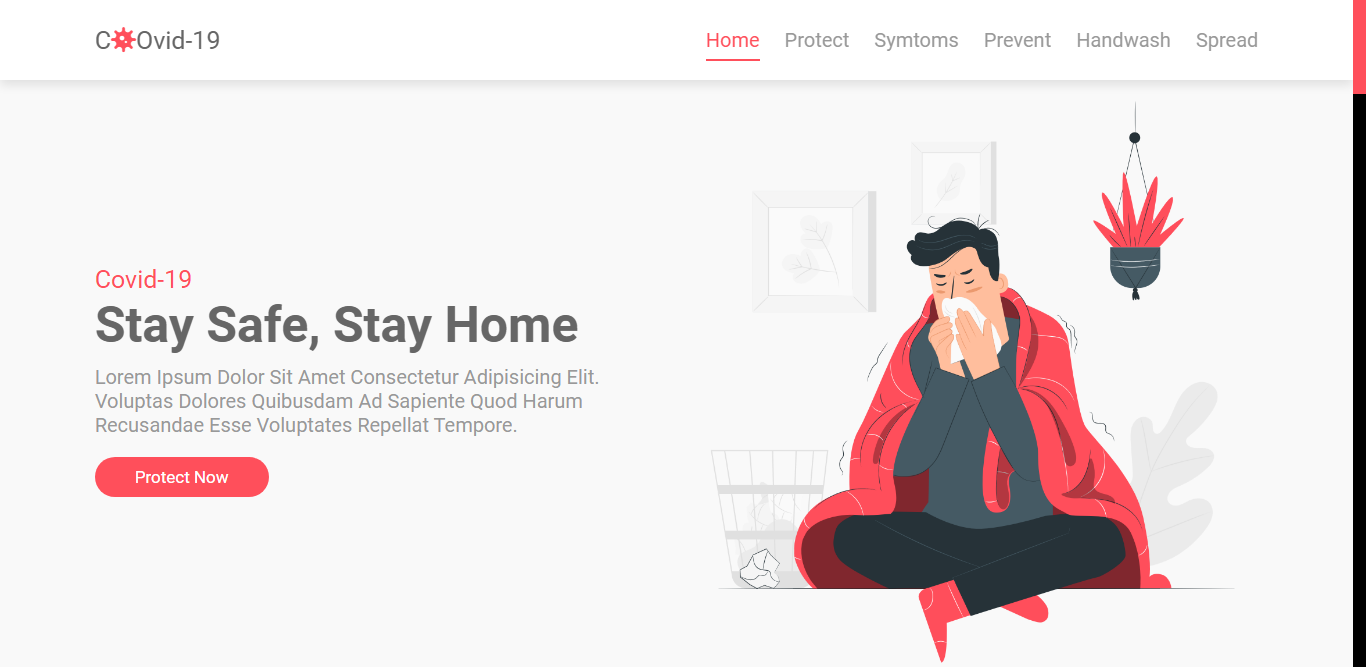 C Ovid-19
Home Protect Symtoms Prevent Handwash Spread
Covid-19
Stay Safe, Stay Home
Lorem Ipsum Dolor Sit Amet Consectetur Adipisicing Elit.
Voluptas Dolores Quibusdam Ad Sapiente Quod Harum
Recusandae Esse Voluptates Repellat Tempore.
Protect Now